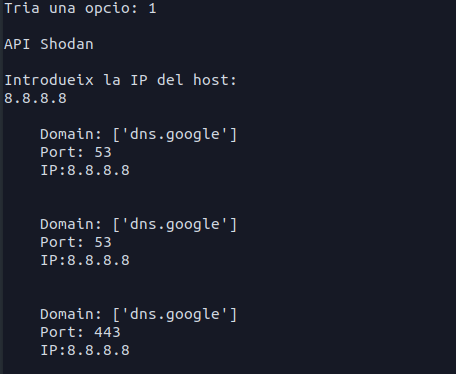 Tria una opcio: 1
API Shodan
Introdueix la IP del host:
8.8.8.8
Domain: ['dns.google']
Port: 53
IP:8.8.8.8
Domain: ['dns.google']
Port: 53
IP:8.8.8.8
Domain: ['dns.google']
Port: 443
IP:8.8.8.8